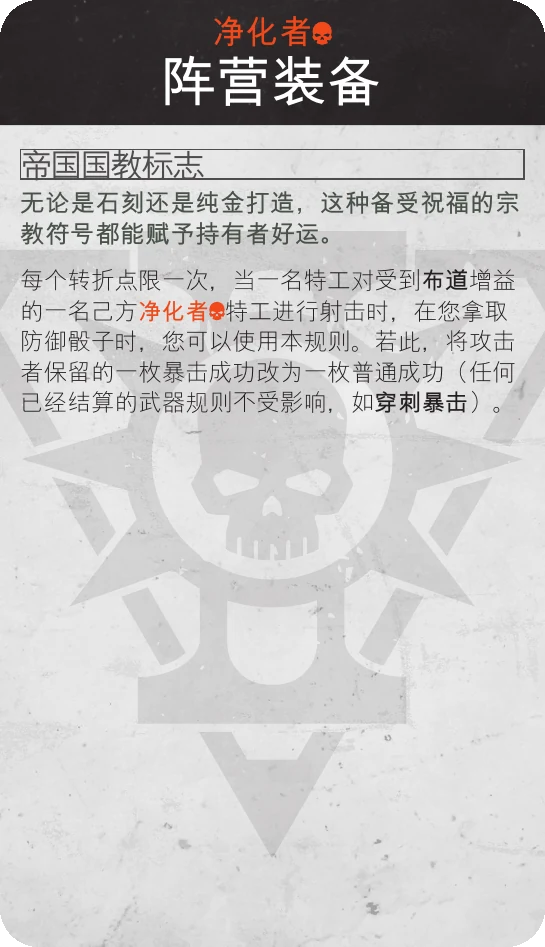 净化者
阵营装备
帝国国教标志
无论是石刻还是纯金打造，这种备受祝福的宗
教符号都能赋予持有者好运。
每个转折点限一次，当一名特工对受到布道增益
的一名己方净化者特工进行射击时，在您拿取
防御骰子时，您可以使用本规则。若此，将攻击
者保留的一枚暴击成功改为一枚普通成功（任何
已经结算的武器规则不受影响，如穿刺暴击）。